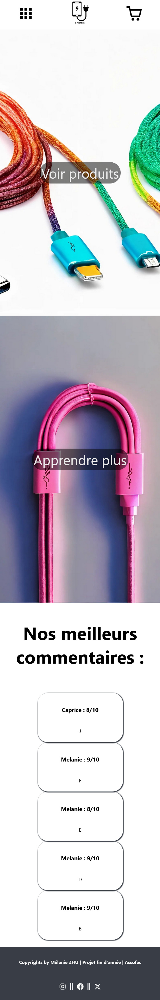 E-RIGATION
Voir produits
Apprendre plus
Nos meilleurs
commentaires :
Caprice : 8/10
J
Melanie : 9/10
F
Melanie : 8/10
E
Melanie : 9/10
D
Melanie : 9/10
B
Copyrights by Mélanie ZHU | Projet fin d'année | Assofac